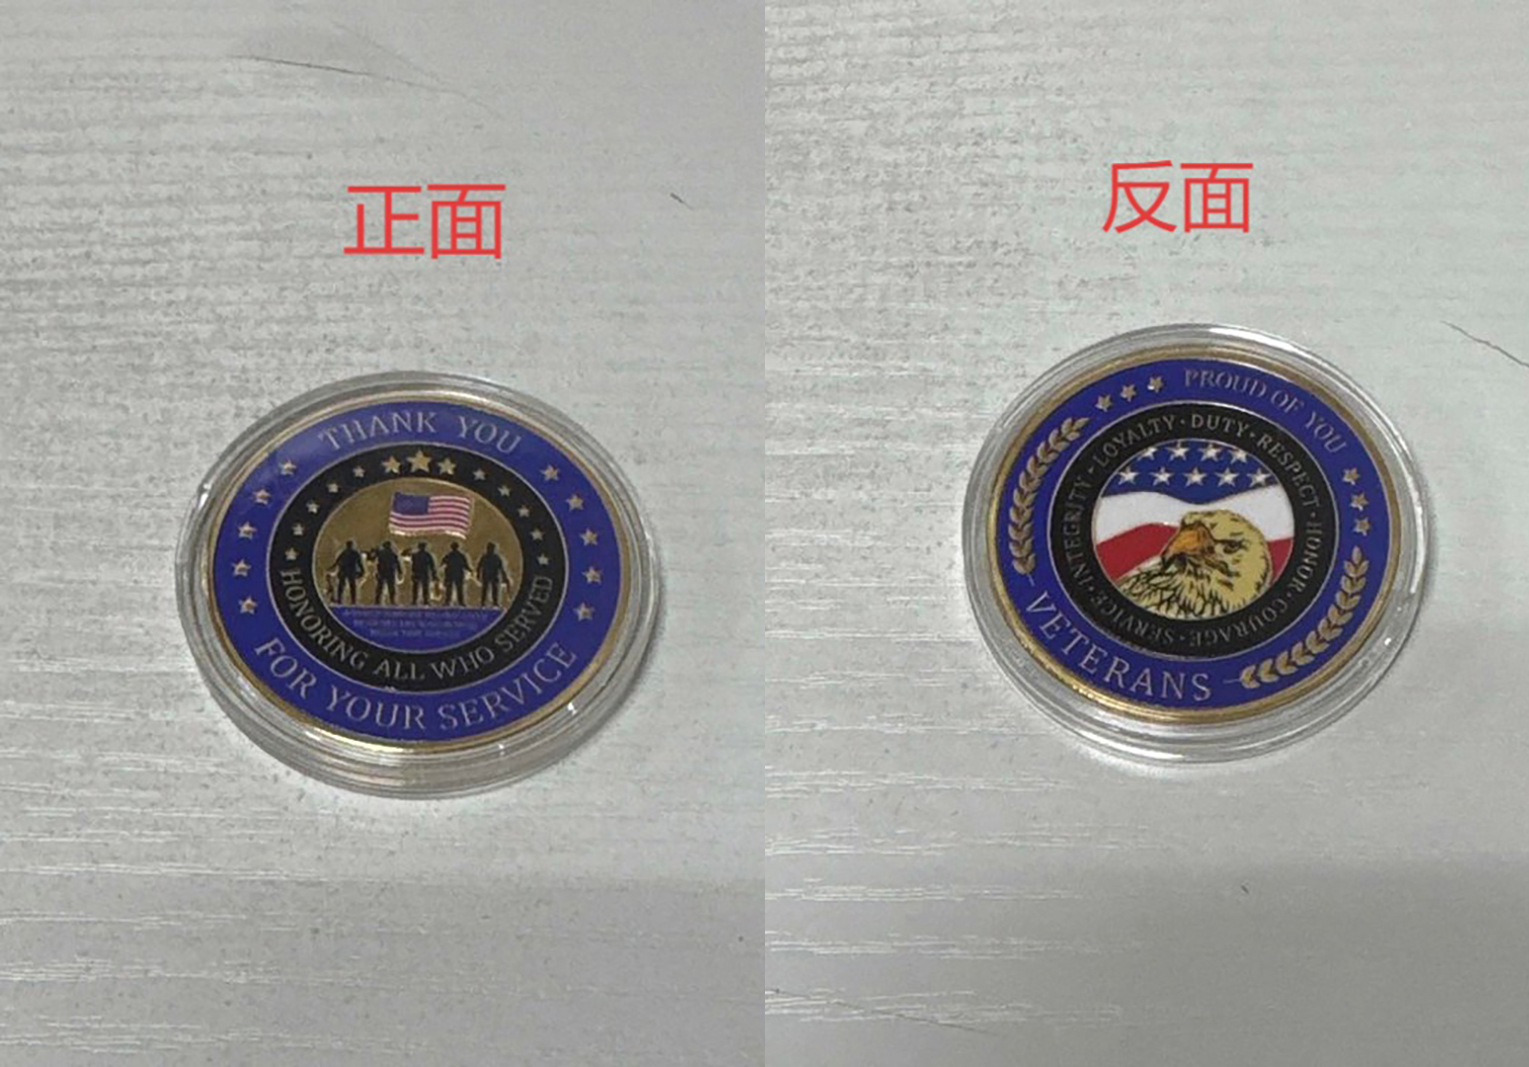 正面
THANK YOU
HONORING ALL WHO SERVED
FOR YOUR SERVICE
反面
PROUD OF YOU
INTEGRITY · LOYALTY · DUTY · RESPECT · HONOR · COURAGE · SERVICE ·
VETERANS